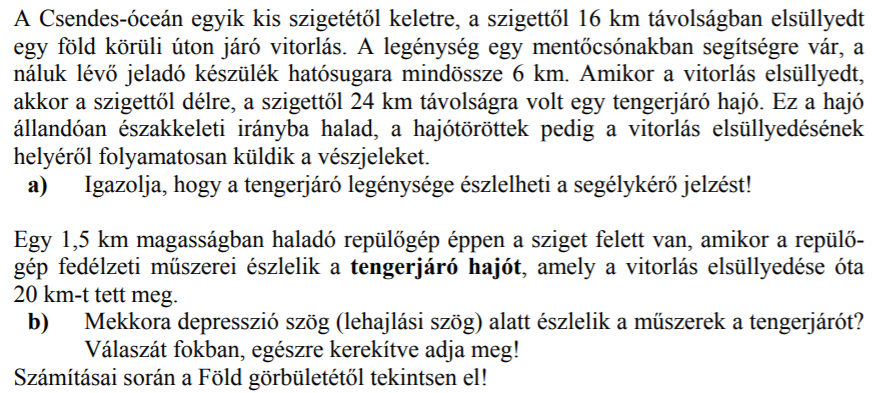 A Csendes-óceán egyik kis szigetétől keletre, a szigettől 16 km távolságban elsüllyedt
egy föld körüli úton járó vitorlás. A legénység egy mentőcsónakban segítségre vár, a
náluk lévő jeladó készülék hatósugara mindössze 6 km. Amikor a vitorlás elsüllyedt,
akkor a szigettől délre, a szigettől 24 km távolságra volt egy tengerjáró hajó. Ez a hajó
állandóan északkeleti irányba halad, a hajótöröttek pedig a vitorlás elsüllyedésének
helyéről folyamatosan küldik a vészjeleket.
a) Igazolja, hogy a tengerjáró legénysége észlelheti a segélykérő jelzést!
Egy 1,5 km magasságban haladó repülőgép éppen a sziget felett van, amikor a repülő-
gép fedélzeti műszerei észlelik a tengerjáró hajót, amely a vitorlás elsüllyedése óta
20 km-t tett meg.
b) Mekkora depresszió szög (lehajlási szög) alatt észlelik a műszerek a tengerjárót?
Válaszát fokban, egészre kerekítve adja meg!
Számításai során a Föld görbületétől tekintsen el!